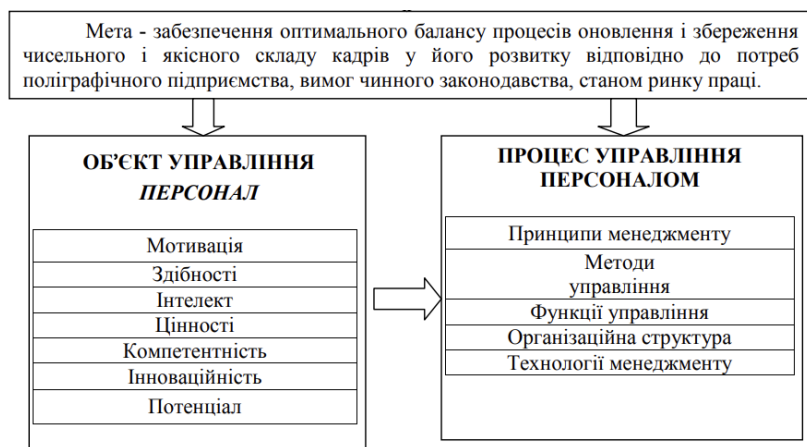 Мета - забезпечення оптимального балансу процесів оновлення і збереження
чисельного і якісного складу кадрів у його розвитку відповідно до потреб
поліграфічного підприємства, вимог чинного законодавства, станом ринку праці.
ОБ’ЄКТ УПРАВЛІННЯ
ПЕРСОНАЛ
Мотивація
Здібності
Інтелект
Цінності
Компетентність
Інноваційність
Потенціал
ПРОЦЕС УПРАВЛІННЯ
ПЕРСОНАЛОМ
Принципи менеджменту
Методи
управління
Функції управління
Організаційна структура
Технології менеджменту